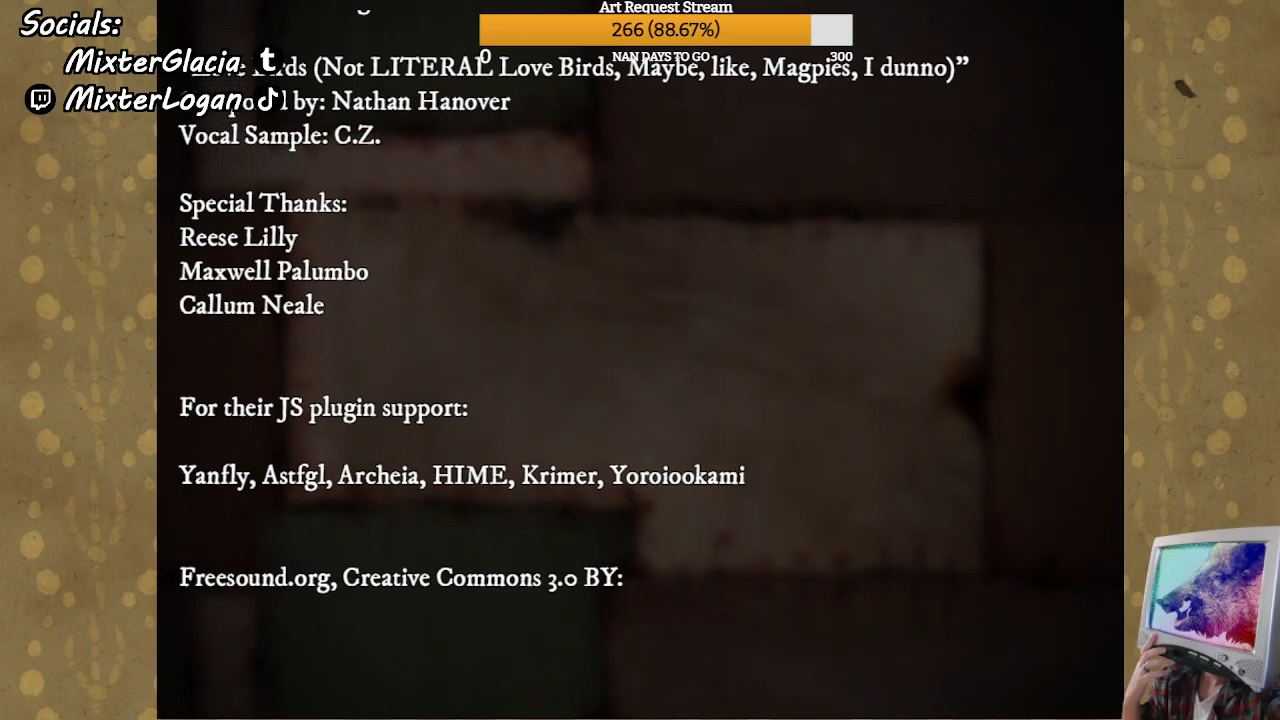 Socials:
MixterGlacia
MixterLogan
Art Request Stream
266 (88.67%)
0
NAN DAYS TO GO
300
Birds (Not LITERAL Love Birds, Maybe, like, Magpies, I dunno)”
by: Nathan Hanover
Vocal Sample: C.Z.
Special Thanks:
Reese Lilly
Maxwell Palumbo
Callum Neale
For their JS plugin support:
Yanfly, Astfgl, Archeia, HIME, Krimer, Yoroiookami
Freesound.org, Creative Commons 3.0 BY: